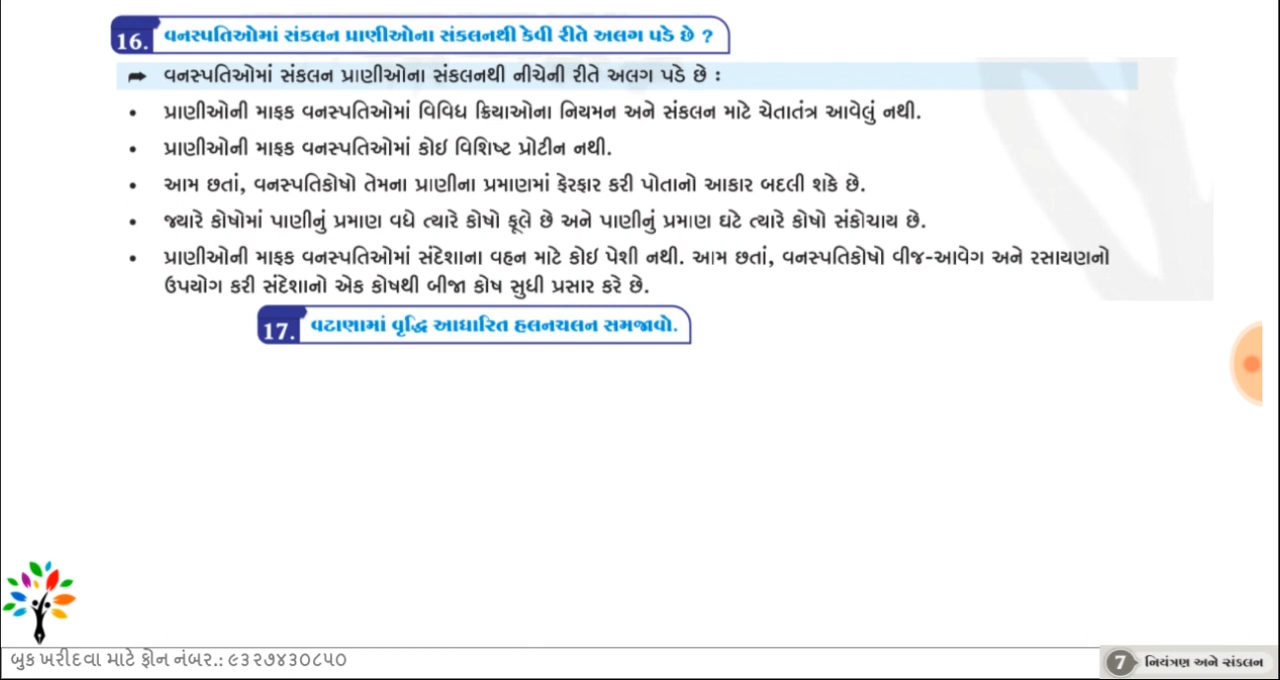 16. વનસ્પતિઓમાં સંકલન પ્રાણીઓના સંકલનથી કેવી રીતે અલગ પડે છે ?
➡ વનસ્પતિઓમાં સંકલન પ્રાણીઓના સંકલનથી નીચેની રીતે અલગ પડે છે :
• પ્રાણીઓની માફક વનસ્પતિઓમાં વિવિધ ક્રિયાઓના નિયમન અને સંકલન માટે ચેતાતંત્ર આવેલું નથી.
• પ્રાણીઓની માફક વનસ્પતિઓમાં કોઈ વિશિષ્ટ પ્રોટીન નથી.
• આમ છતાં, વનસ્પતિકોષો તેમના પ્રાણીના પ્રમાણમાં ફેરફાર કરી પોતાનો આકાર બદલી શકે છે.
• જ્યારે કોષોમાં પાણીનું પ્રમાણ વધે ત્યારે કોષો ફૂલે છે અને પાણીનું પ્રમાણ ઘટે ત્યારે કોષો સંકોચાય છે.
• પ્રાણીઓની માફક વનસ્પતિઓમાં સંદેશાના વહન માટે કોઈ પેશી નથી. આમ છતાં, વનસ્પતિકોષો વીજ-આવેગ અને રસાયણનો
ઉપયોગ કરી સંદેશાનો એક કોષથી બીજા કોષ સુધી પ્રસાર કરે છે.
17. વટાણામાં વૃદ્ધિ આધારિત હલનચલન સમજાવો.
બુક ખરીદવા માટે ફોન નંબર.: ૯૩૨૭૪૩૦૮૫૦
7 નિયંત્રણ અને સંકલન